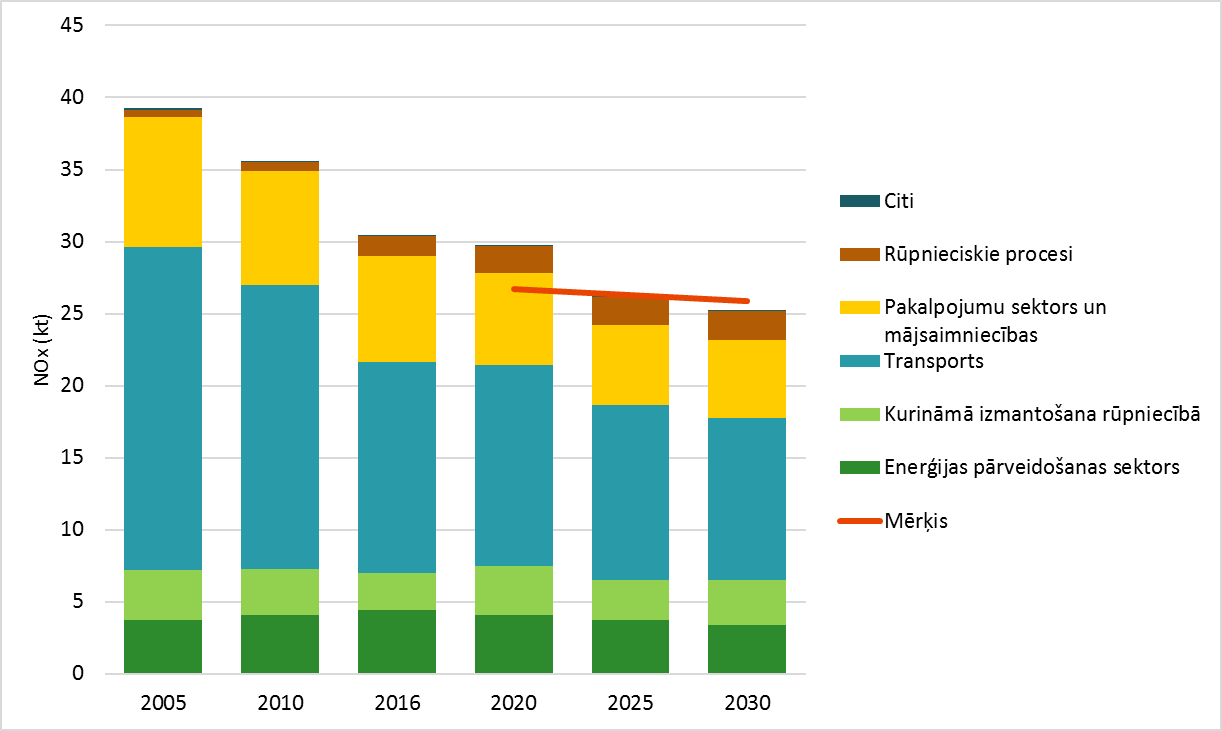 45
40
35
30
25
20
15
10
5
0
NOx (kt)
2005
2010
2016
2020
2025
2030
Citi
Rūpnieciskie procesi
Pakalpojumu sektors un
mājsaimniecības
Transports
Kurināmā izmantošana rūpniecībā
Enerģijas pārveidošanas sektors
Mērķis